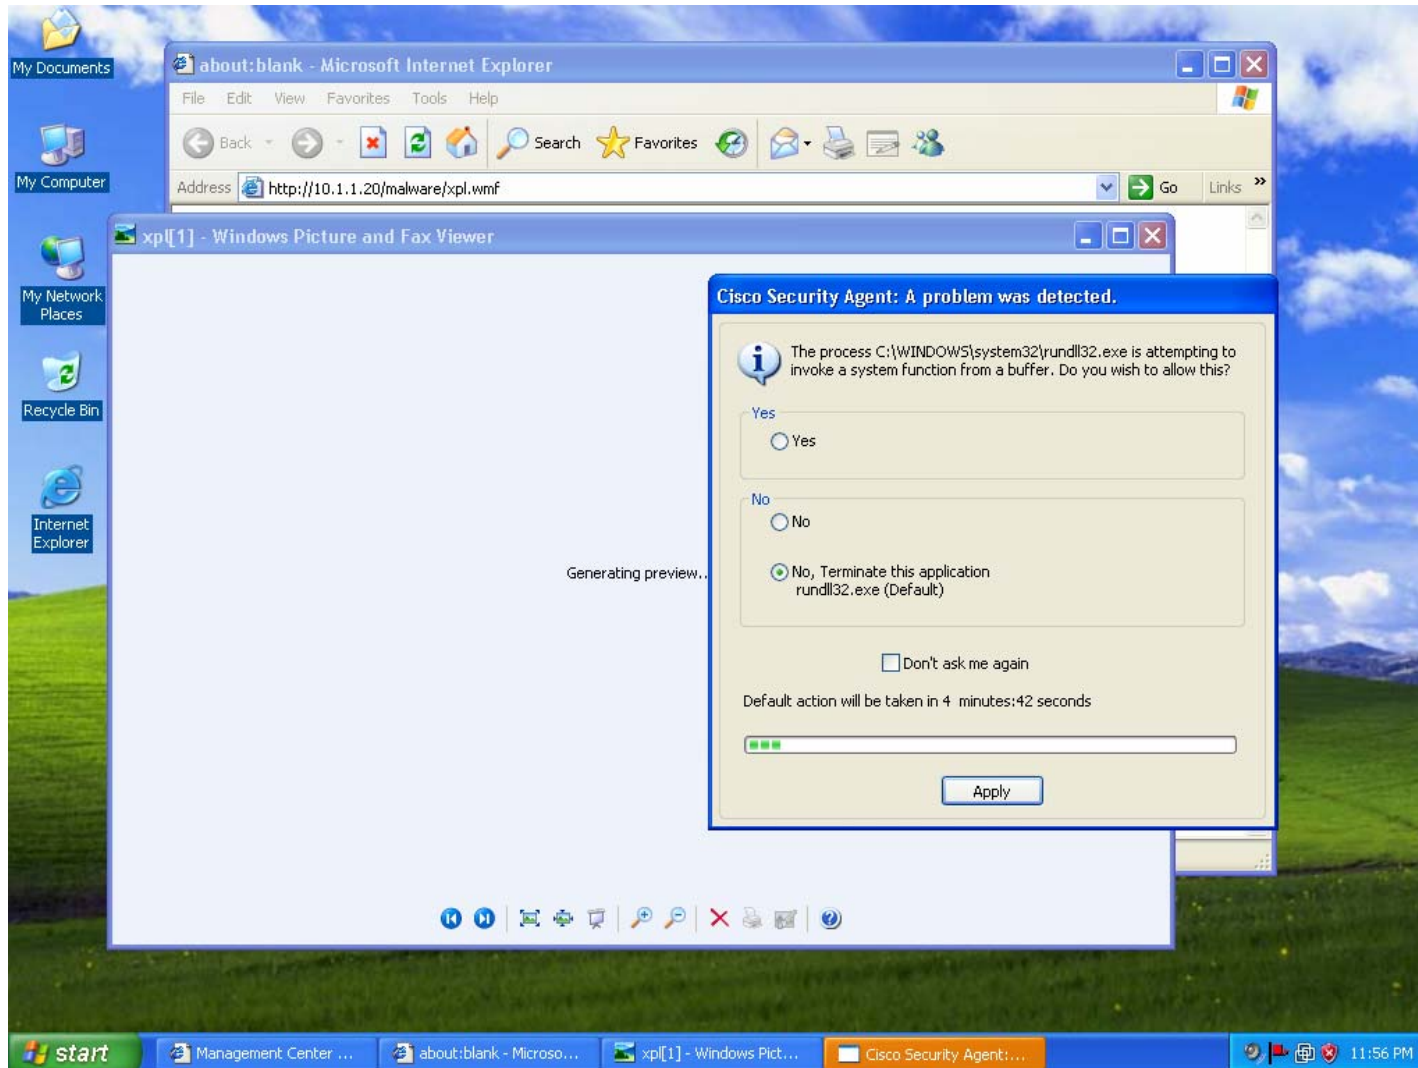 My Documents
My Computer
My Network
Places
Recycle Bin
Internet
Explorer
about:blank - Microsoft Internet Explorer
File Edit View Favorites Tools Help
Back Search Favorites
Address http://10.1.1.20/malware/xpl.wmf Go Links »
xpl[1] - Windows Picture and Fax Viewer
Generating preview..
Cisco Security Agent: A problem was detected.
The process C:\WINDOWS\system32\rundll32.exe is attempting to
invoke a system function from a buffer. Do you wish to allow this?
Yes
Yes
No
No
No, Terminate this application
rundll32.exe (Default)
Don't ask me again
Default action will be taken in 4 minutes:42 seconds
Apply
start Management Center ... about:blank - Microso... xpl[1] - Windows Pict... Cisco Security Agent:... 11:56 PM